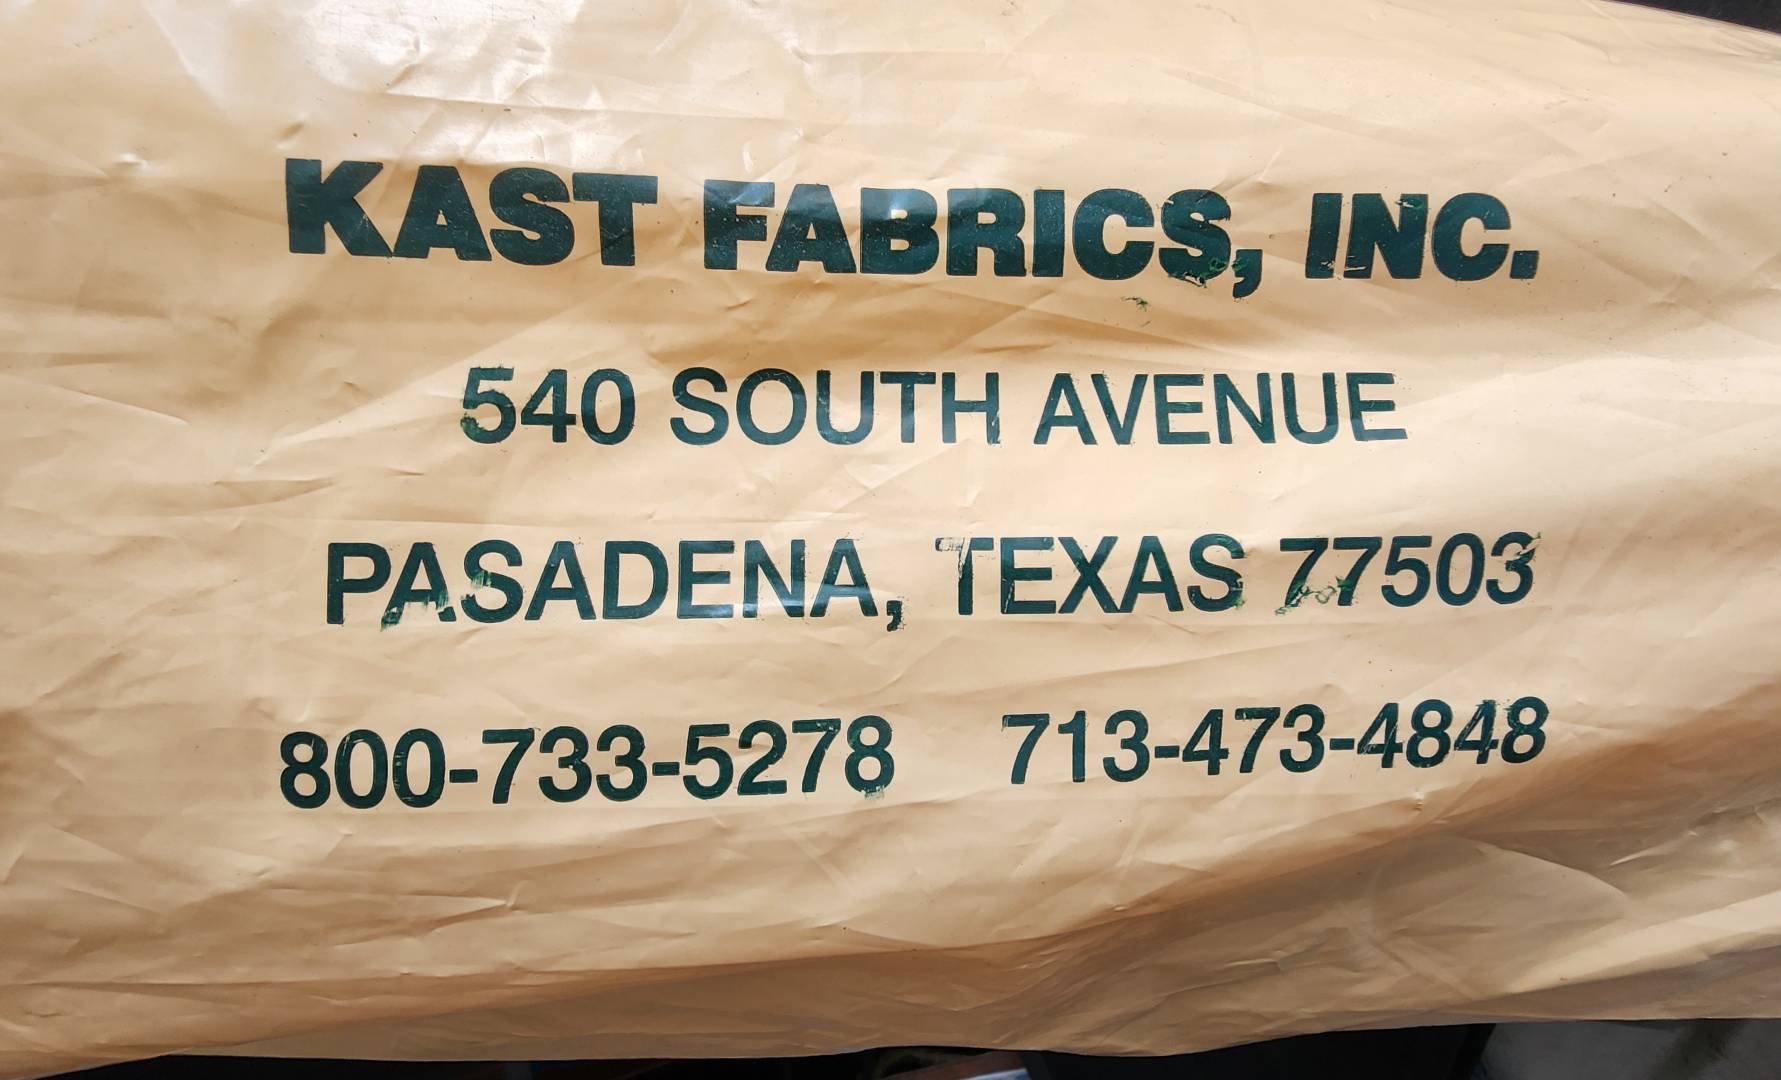 KAST FABRICS, INC.
540 SOUTH AVENUE
PASADENA, TEXAS 77503
800-733-5278 713-473-4848